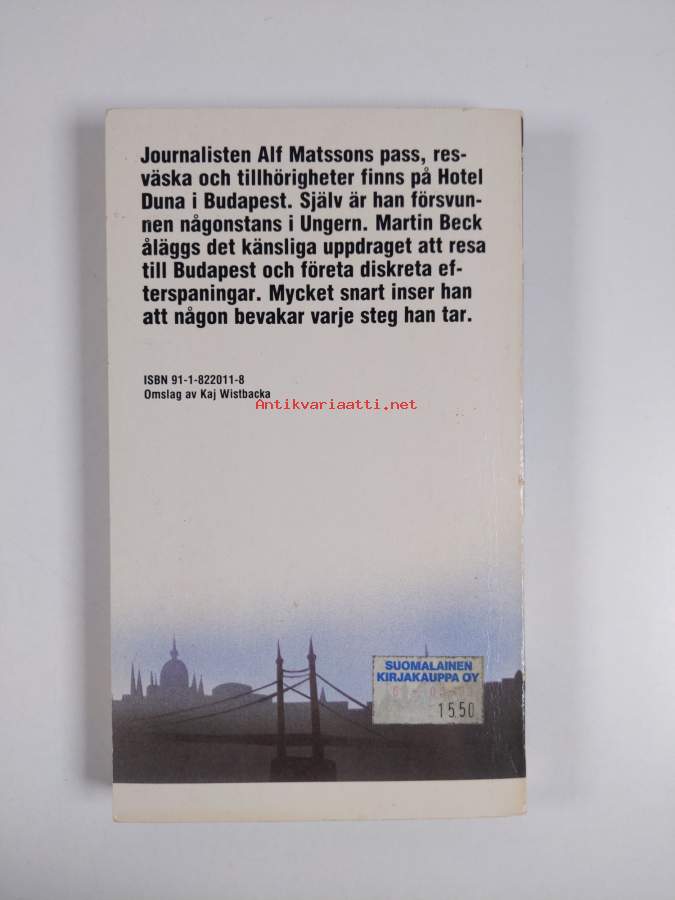 Journalisten Alf Matssons pass, res-
väska och tillhörigheter finns på Hotel
Duna i Budapest. Själv är han försvun-
nen någonstans i Ungern. Martin Beck
åläggs det känsliga uppdraget att resa
till Budapest och företa diskreta ef-
terspaningar. Mycket snart inser han
att någon bevakar varje steg han tar.
ISBN 91-1-822011-8
Omslag av Kaj Wistbacka
Antikvariaatti.net
SUOMALAINEN
KIRJAKAUPPA OY
15.50